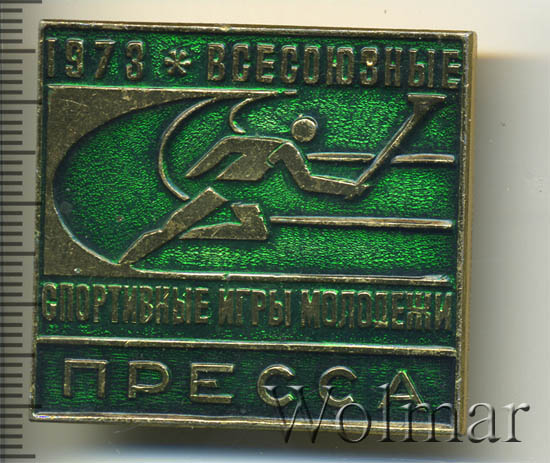 1973 * ВСЕСОЮЗНЫЕ
СПОРТИВНЫЕ ИГРЫ МОЛОДЕЖИ
ПРЕССА
Wolmar